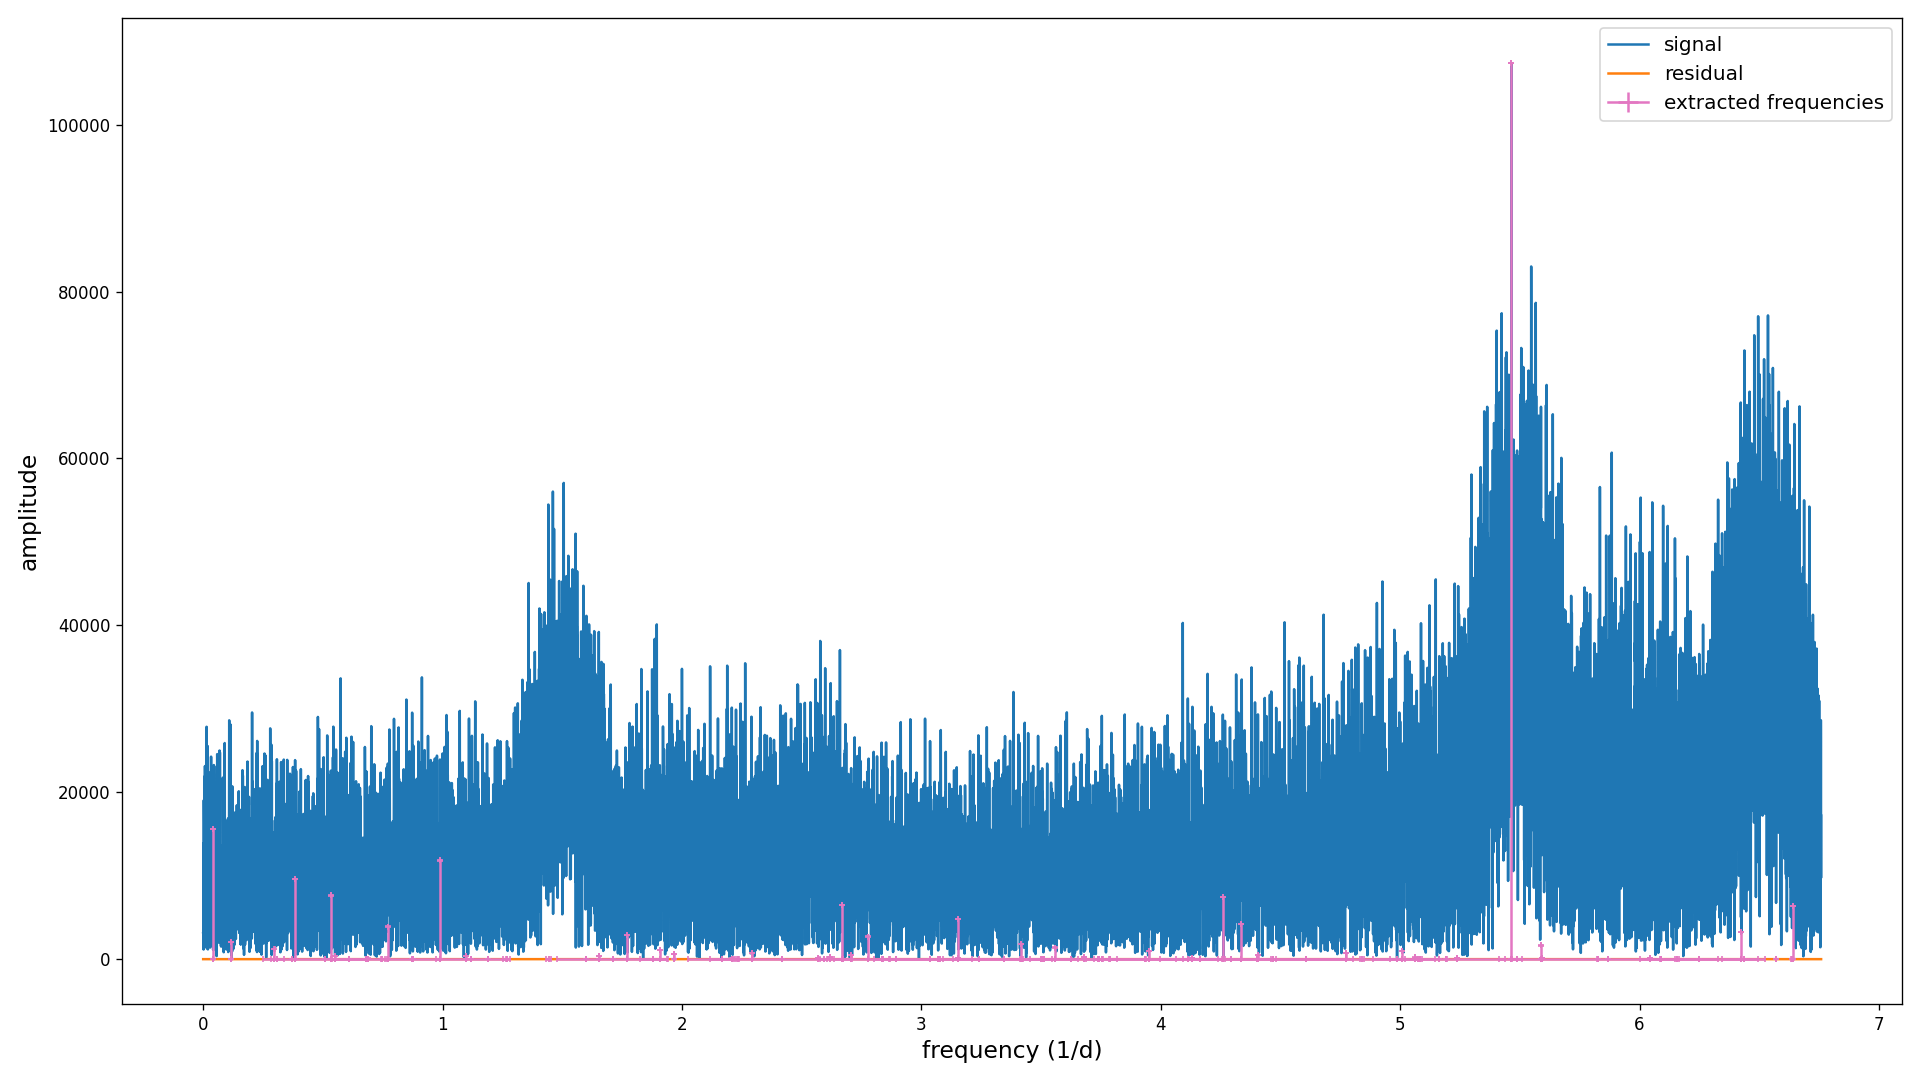 signal
residual
extracted frequencies
amplitude
100000
80000
60000
40000
20000
0
0 1 2 3 4 5 6 7
frequency (1/d)